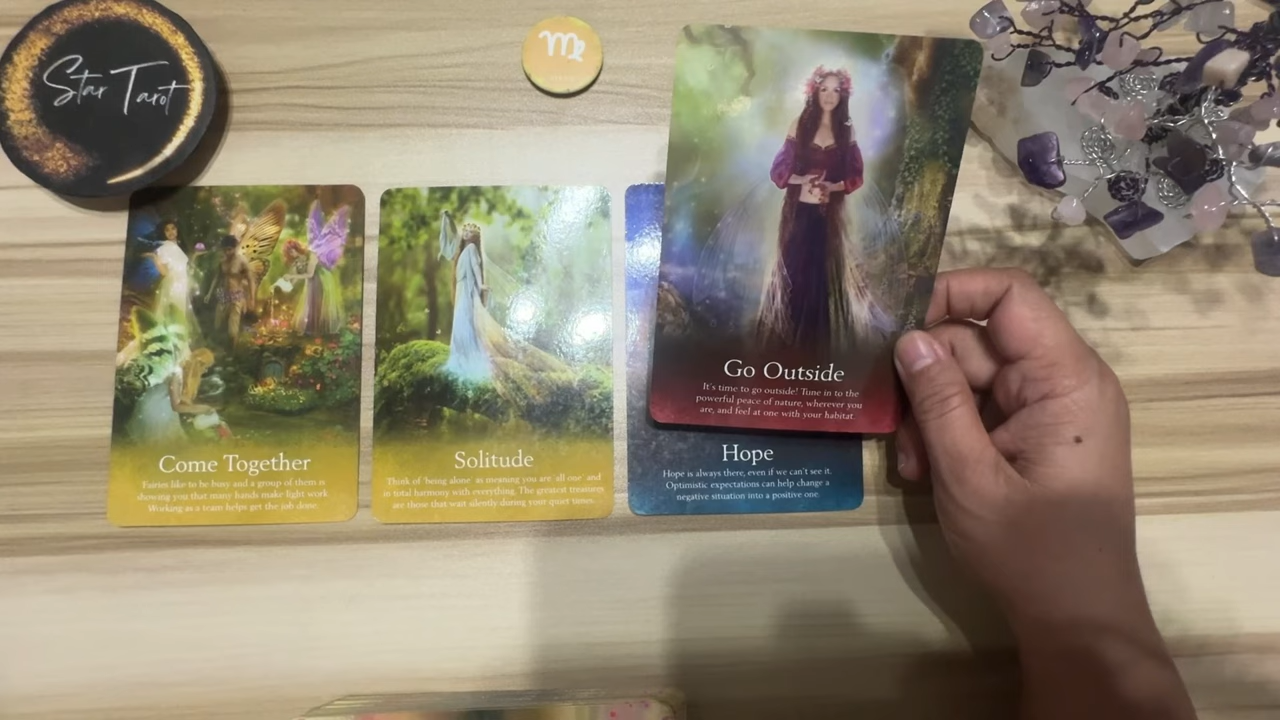 Star Tarot
Go Outside
It's time to go outside! Tune in to the
powerful peace of nature, wherever you
are, and feel at one with your habitat.
Come Together
Fairies like to be busy and a group of them is
showing you that many hands make light work.
Working as a team helps get the job done.
Solitude
Think of 'being alone' as meaning you are 'all one' and
in total harmony with everything. The greatest treasures
are those that wait silently during your quiet times.
Hope
Hope is always there, even if we can't see it.
Optimistic expectations can help change a
negative situation into a positive one.